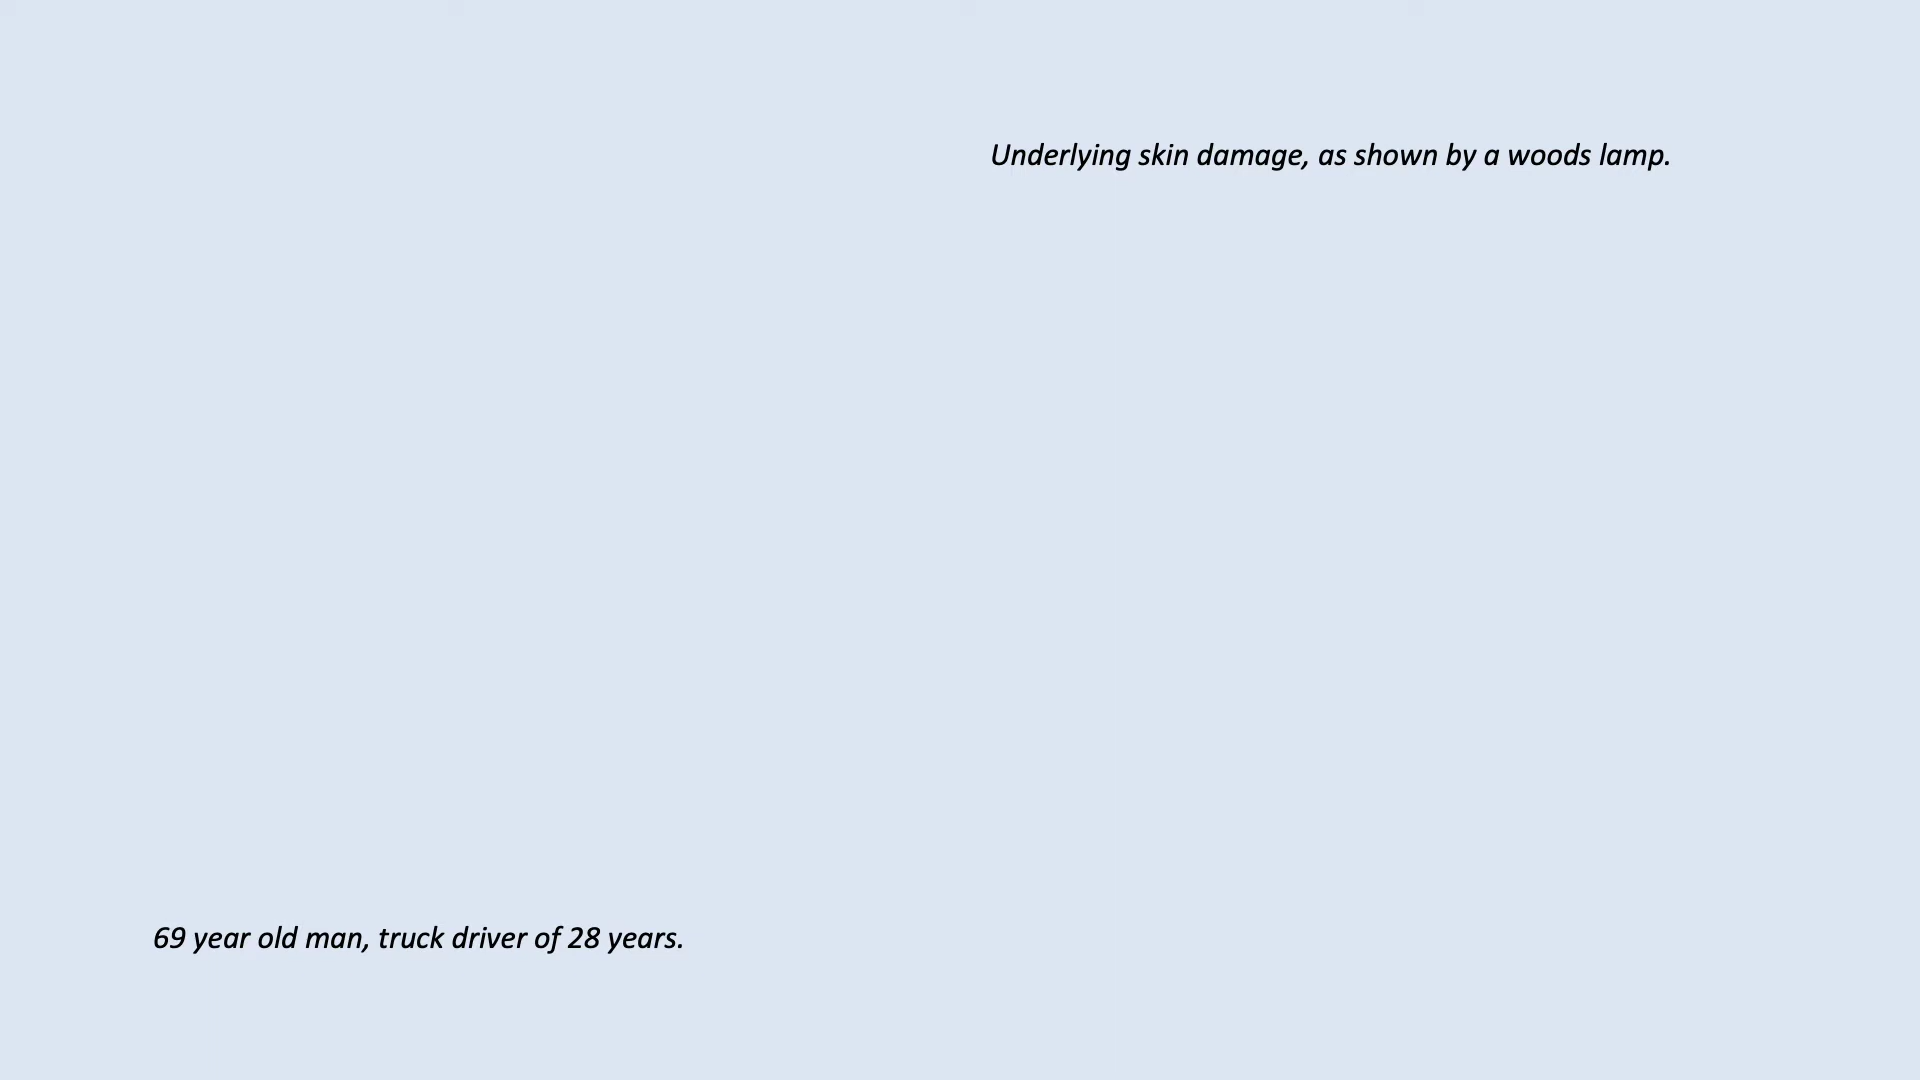 Underlying skin damage, as shown by a woods lamp.
69 year old man, truck driver of 28 years.